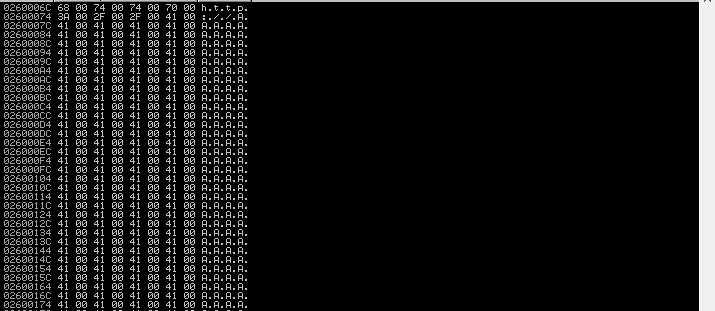 0260006C 68 00 74 00 74 00 70 00 h.t.t.p.
02600074 3A 00 2F 00 2F 00 41 00 :././.A.
0260007C 41 00 41 00 41 00 41 00 A.A.A.A.
02600084 41 00 41 00 41 00 41 00 A.A.A.A.
0260008C 41 00 41 00 41 00 41 00 A.A.A.A.
02600094 41 00 41 00 41 00 41 00 A.A.A.A.
0260009C 41 00 41 00 41 00 41 00 A.A.A.A.
026000A4 41 00 41 00 41 00 41 00 A.A.A.A.
026000AC 41 00 41 00 41 00 41 00 A.A.A.A.
026000B4 41 00 41 00 41 00 41 00 A.A.A.A.
026000BC 41 00 41 00 41 00 41 00 A.A.A.A.
026000C4 41 00 41 00 41 00 41 00 A.A.A.A.
026000CC 41 00 41 00 41 00 41 00 A.A.A.A.
026000D4 41 00 41 00 41 00 41 00 A.A.A.A.
026000DC 41 00 41 00 41 00 41 00 A.A.A.A.
026000E4 41 00 41 00 41 00 41 00 A.A.A.A.
026000EC 41 00 41 00 41 00 41 00 A.A.A.A.
026000F4 41 00 41 00 41 00 41 00 A.A.A.A.
026000FC 41 00 41 00 41 00 41 00 A.A.A.A.
02600104 41 00 41 00 41 00 41 00 A.A.A.A.
0260010C 41 00 41 00 41 00 41 00 A.A.A.A.
02600114 41 00 41 00 41 00 41 00 A.A.A.A.
0260011C 41 00 41 00 41 00 41 00 A.A.A.A.
02600124 41 00 41 00 41 00 41 00 A.A.A.A.
0260012C 41 00 41 00 41 00 41 00 A.A.A.A.
02600134 41 00 41 00 41 00 41 00 A.A.A.A.
0260013C 41 00 41 00 41 00 41 00 A.A.A.A.
02600144 41 00 41 00 41 00 41 00 A.A.A.A.
0260014C 41 00 41 00 41 00 41 00 A.A.A.A.
02600154 41 00 41 00 41 00 41 00 A.A.A.A.
0260015C 41 00 41 00 41 00 41 00 A.A.A.A.
02600164 41 00 41 00 41 00 41 00 A.A.A.A.
0260016C 41 00 41 00 41 00 41 00 A.A.A.A.
02600174 41 00 41 00 41 00 41 00 A.A.A.A.